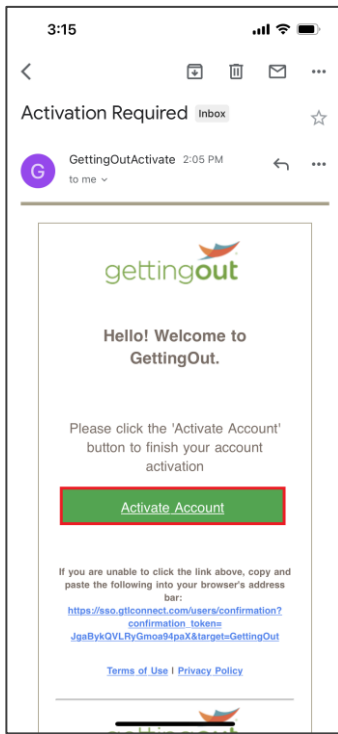 3:15
Activation Required Inbox
GettingOutActivate 2:05 PM
G
to me
gettingout
Hello! Welcome to
GettingOut.
Please click the 'Activate Account'
button to finish your account
activation
Activate Account
If you are unable to click the link above, copy and
paste the following into your browser's address
bar:
https://sso.gtlconnect.com/users/confirmation?
confirmation_token=
JgaBykQVLRyGmoa94paX&target=GettingOut
Terms of Use | Privacy Policy
gettingout